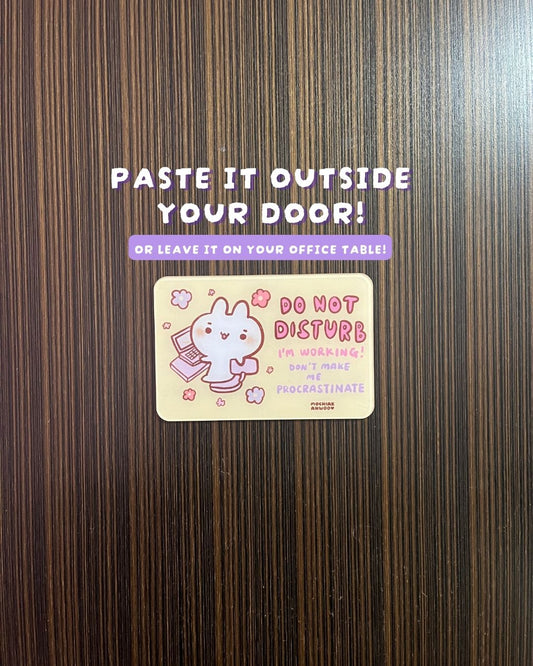 PASTE IT OUTSIDE
YOUR DOOR!
OR LEAVE IT ON YOUR OFFICE TABLE!
DO NOT
DISTURB
I'M WORKING!
DON'T MAKE
ME
PROCRASTINATE